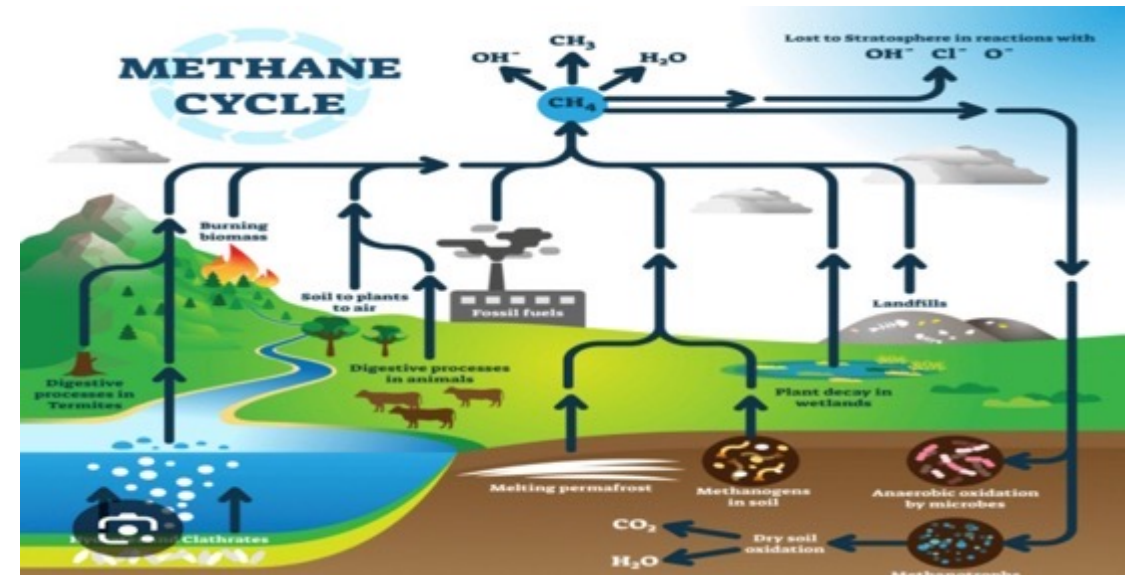 METHANE
CYCLE
OH⁻
CH₃
H₂O
CH₄
Lost to Stratosphere in reactions with
OH⁻ Cl⁻ O⁻
Burning
biomass
Soil to plants
to air
Fossil fuels
Landfills
Digestive
processes in
Termites
Digestive processes
in animals
Plant decay in
wetlands
Melting permafrost
Methanogens
in soil
Anaerobic oxidation
by microbes
Clathrates
CO₂
H₂O
Dry soil
oxidation
Methanotrophs